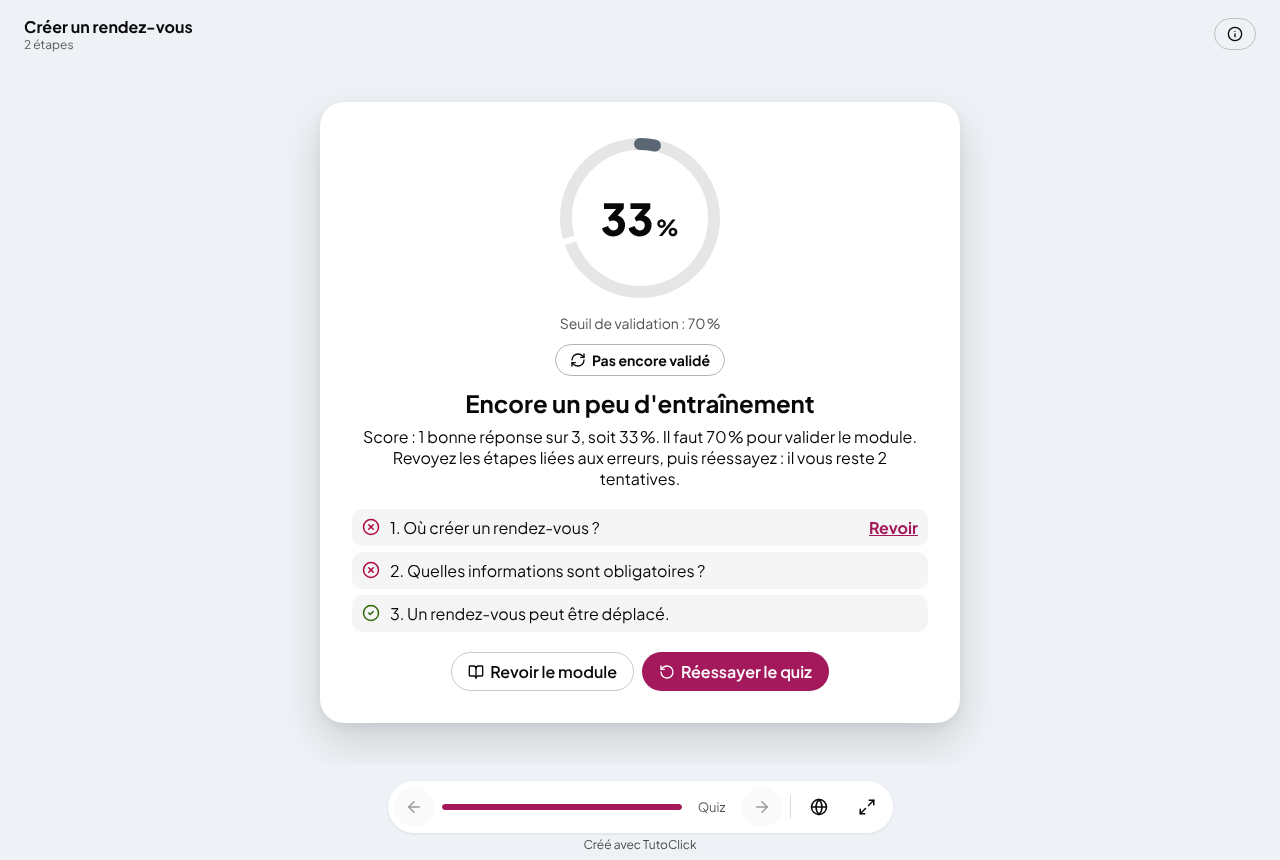 Créer un rendez-vous
2 étapes
33 %
Seuil de validation : 70 %
Pas encore validé
Encore un peu d'entraînement
Score : 1 bonne réponse sur 3, soit 33 %. Il faut 70 % pour valider le module.
Revoyez les étapes liées aux erreurs, puis réessayez : il vous reste 2
tentatives.
1. Où créer un rendez-vous ? Revoir
2. Quelles informations sont obligatoires ?
3. Un rendez-vous peut être déplacé.
Revoir le module Réessayer le quiz
Quiz
Créé avec TutoClick